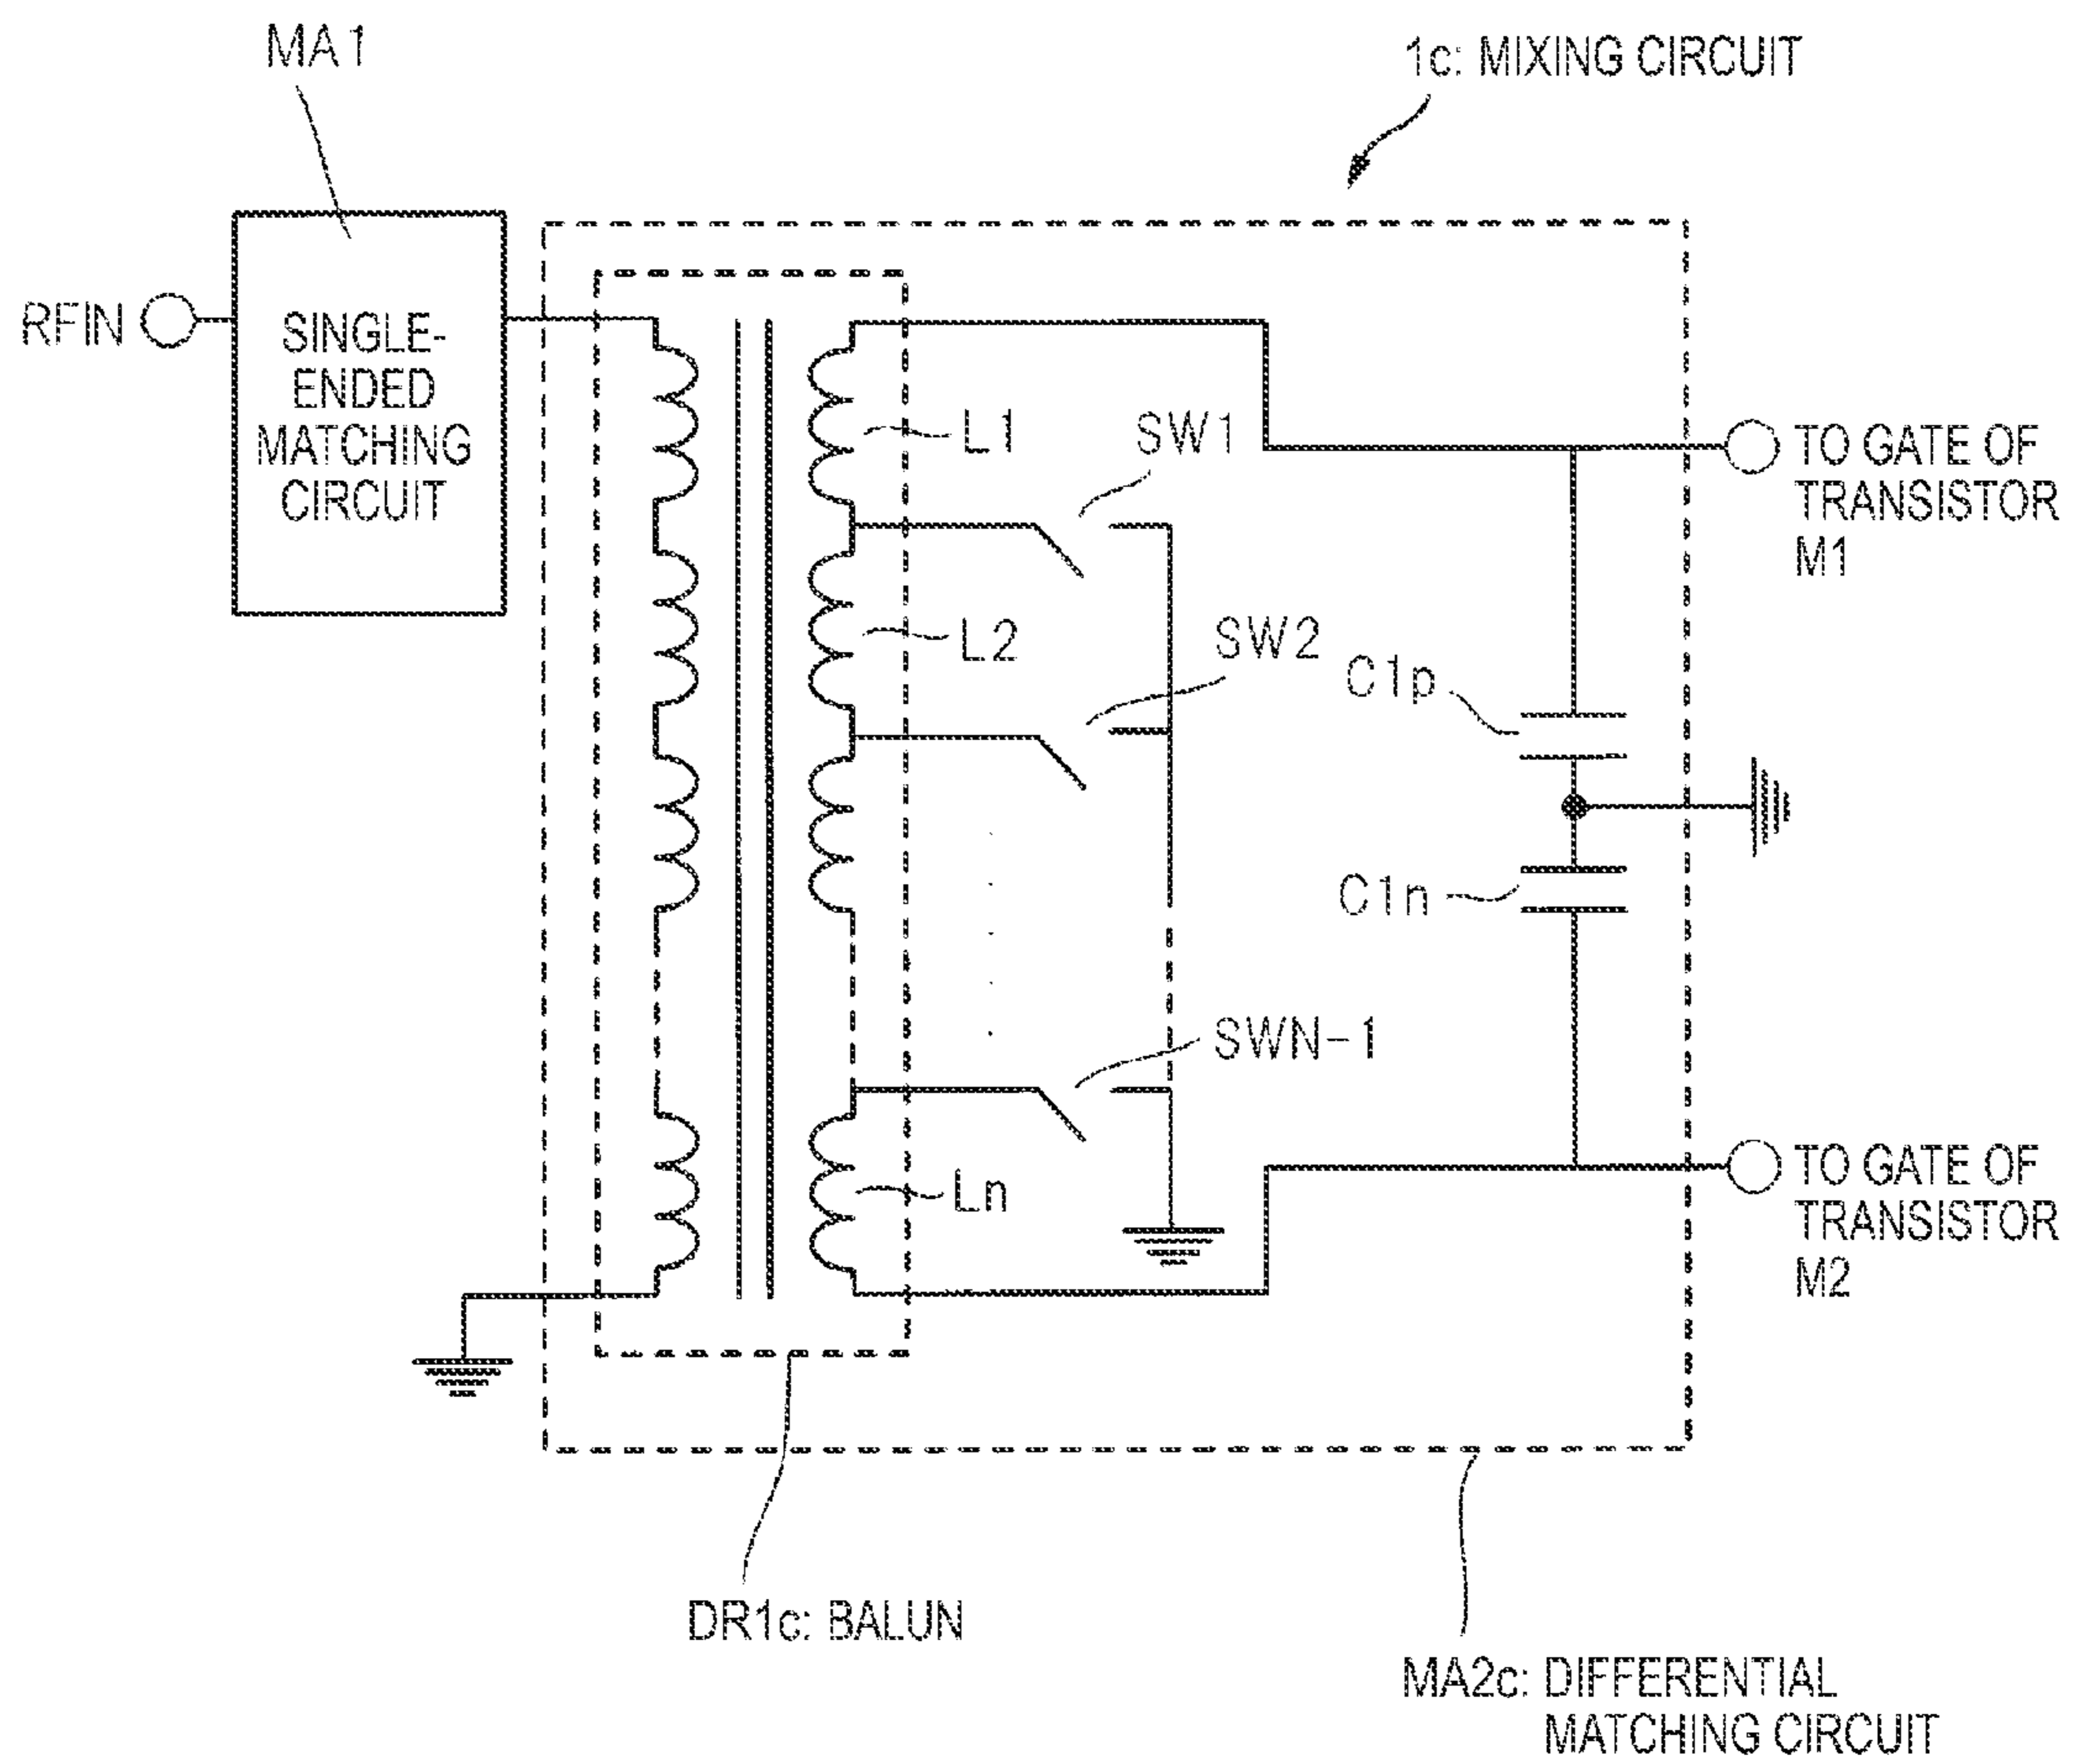 MA1
1c: MIXING CIRCUIT
RFIN
SINGLE-
ENDED
MATCHING
CIRCUIT
L1
SW1
TO GATE OF
TRANSISTOR
M1
L2
SW2
C1p
C1n
SWN-1
Ln
TO GATE OF
TRANSISTOR
M2
DR1c: BALUN
MA2c: DIFFERENTIAL
MATCHING CIRCUIT